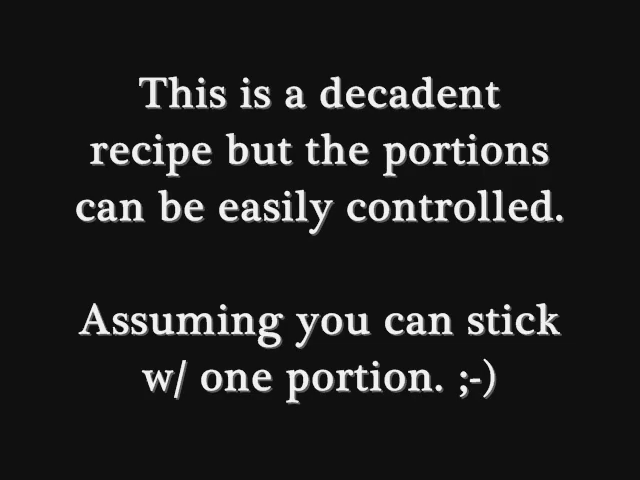 This is a decadent
recipe but the portions
can be easily controlled.
Assuming you can stick
w/ one portion. ;-)